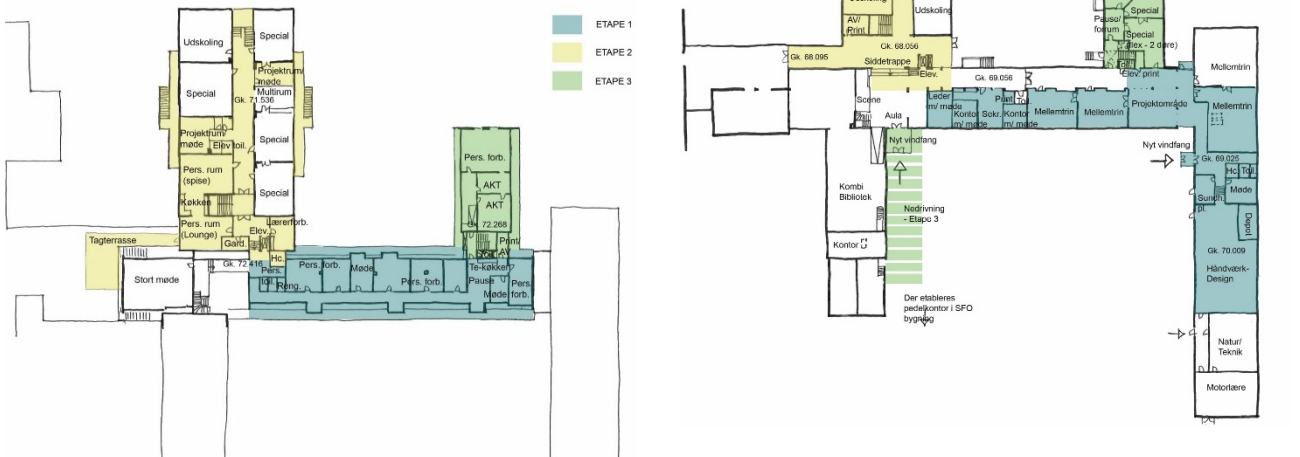 ETAPE 1
ETAPE 2
ETAPE 3
Udskoling
Special
Projektrum/
møde
Multirum
Gk. 71.536
Special
Projektrum/
møde
Elev toil.
Special
Pers. rum
(spise)
Special
Køkken
Pers. rum
(Lounge)
Elev.
Lærerforb.
Gard.
Hc.
Tagterrasse
Gk. 72.416
Stort møde
Pers.
toil.
Reng.
Pers. forb.
Møde
Pers. forb.
Te-køkken
Pause
Møde
Pers.
forb.
Pers. forb.
AKT
AKT
Gk. 72.268
Print/
AV
Udskoling
AV/
Print
Gk. 68.056
Gk. 68.095
Siddetrappe
Elev.
Special
Pause/
forum
Special
(flex - 2 døre)
Elev. print
Gk. 69.056
Scene
Aula
Leder
m/ møde
Kontor
m/ møde
Sekr.
Print
Toil.
Kontor
m/ møde
Mellemtrin
Mellemtrin
Projektområde
Mellemtrin
Mellemtrin
Nyt vindfang
Nyt vindfang
Gk. 69.025
Hc.
Toil.
Møde
Sundh.
pl.
Depot
Gk. 70.009
Håndværk-
Design
Kombi
Bibliotek
Kontor
Nedrivning
- Etape 3
Der etableres
pedelkontor i SFO
bygning
Natur/
Teknik
Motorlære